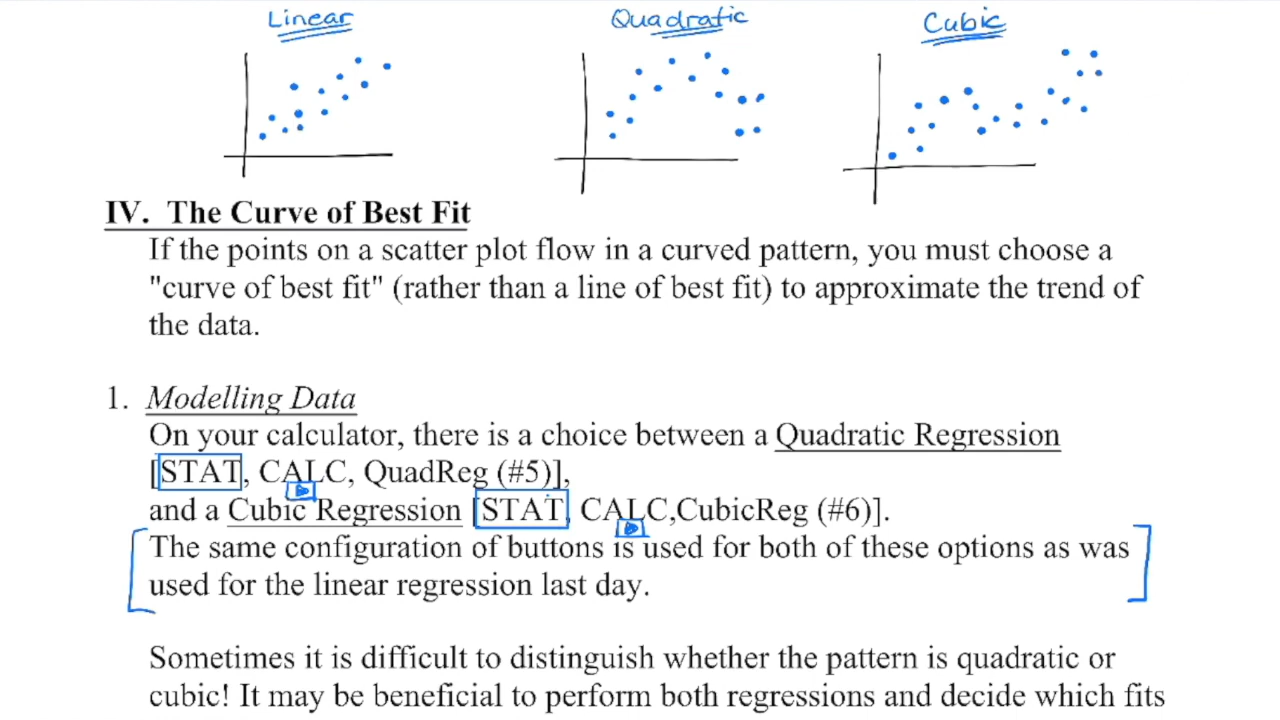 Linear Quadratic Cubic
IV. The Curve of Best Fit
If the points on a scatter plot flow in a curved pattern, you must choose a
"curve of best fit" (rather than a line of best fit) to approximate the trend of
the data.
1. Modelling Data
On your calculator, there is a choice between a Quadratic Regression
[STAT, CALC, QuadReg (#5)],
and a Cubic Regression [STAT, CALC,CubicReg (#6)].
The same configuration of buttons is used for both of these options as was
used for the linear regression last day.
Sometimes it is difficult to distinguish whether the pattern is quadratic or
cubic! It may be beneficial to perform both regressions and decide which fits